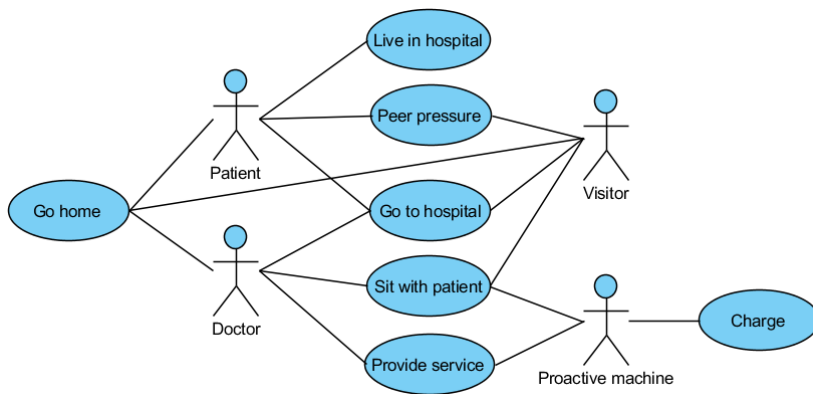 Live in hospital
Peer pressure
Patient
Visitor
Go home
Go to hospital
Sit with patient
Doctor
Charge
Provide service
Proactive machine